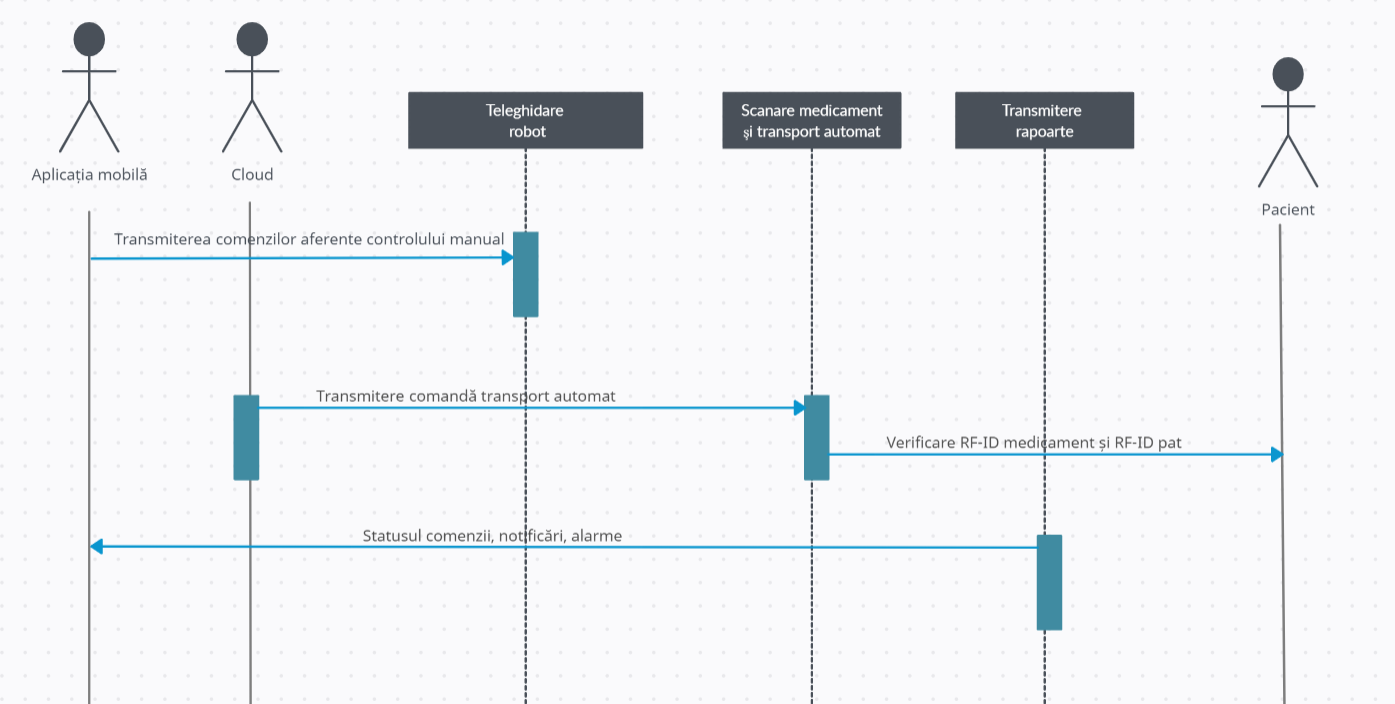 Teleghidare
robot
Scanare medicament
și transport automat
Transmitere
rapoarte
Aplicația mobilă
Cloud
Pacient
Transmiterea comenzilor aferente controlului manual
Transmitere comandă transport automat
Verificare RF-ID medicament și RF-ID pat
Statusul comenzii, notificări, alarme